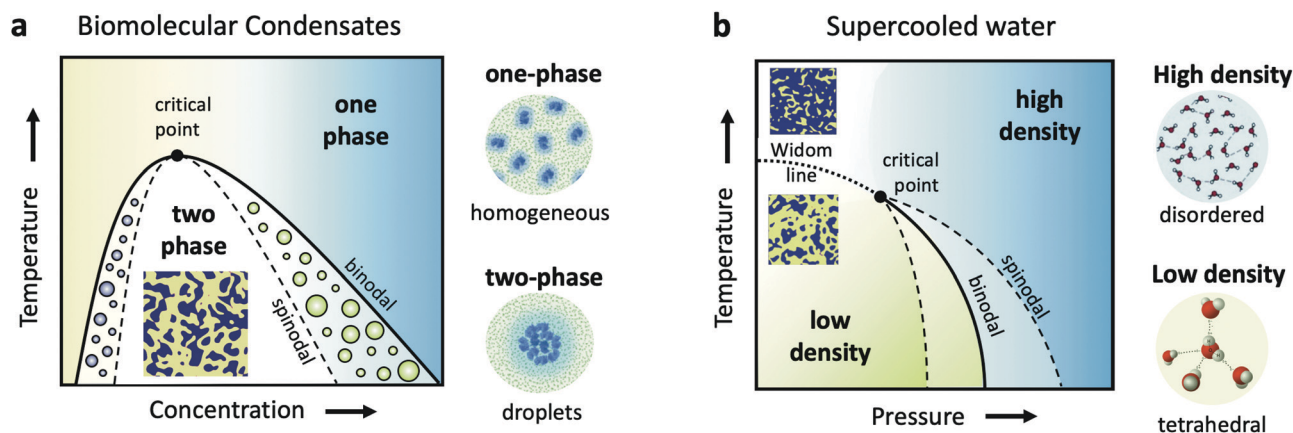 a
Biomolecular Condensates
Temperature
critical
point
one
phase
two
phase
binodal
spinodal
Concentration
one-phase
homogeneous
two-phase
droplets
b
Supercooled water
Temperature
Widom
line
critical
point
high
density
low
density
binodal
spinodal
Pressure
High density
disordered
Low density
tetrahedral